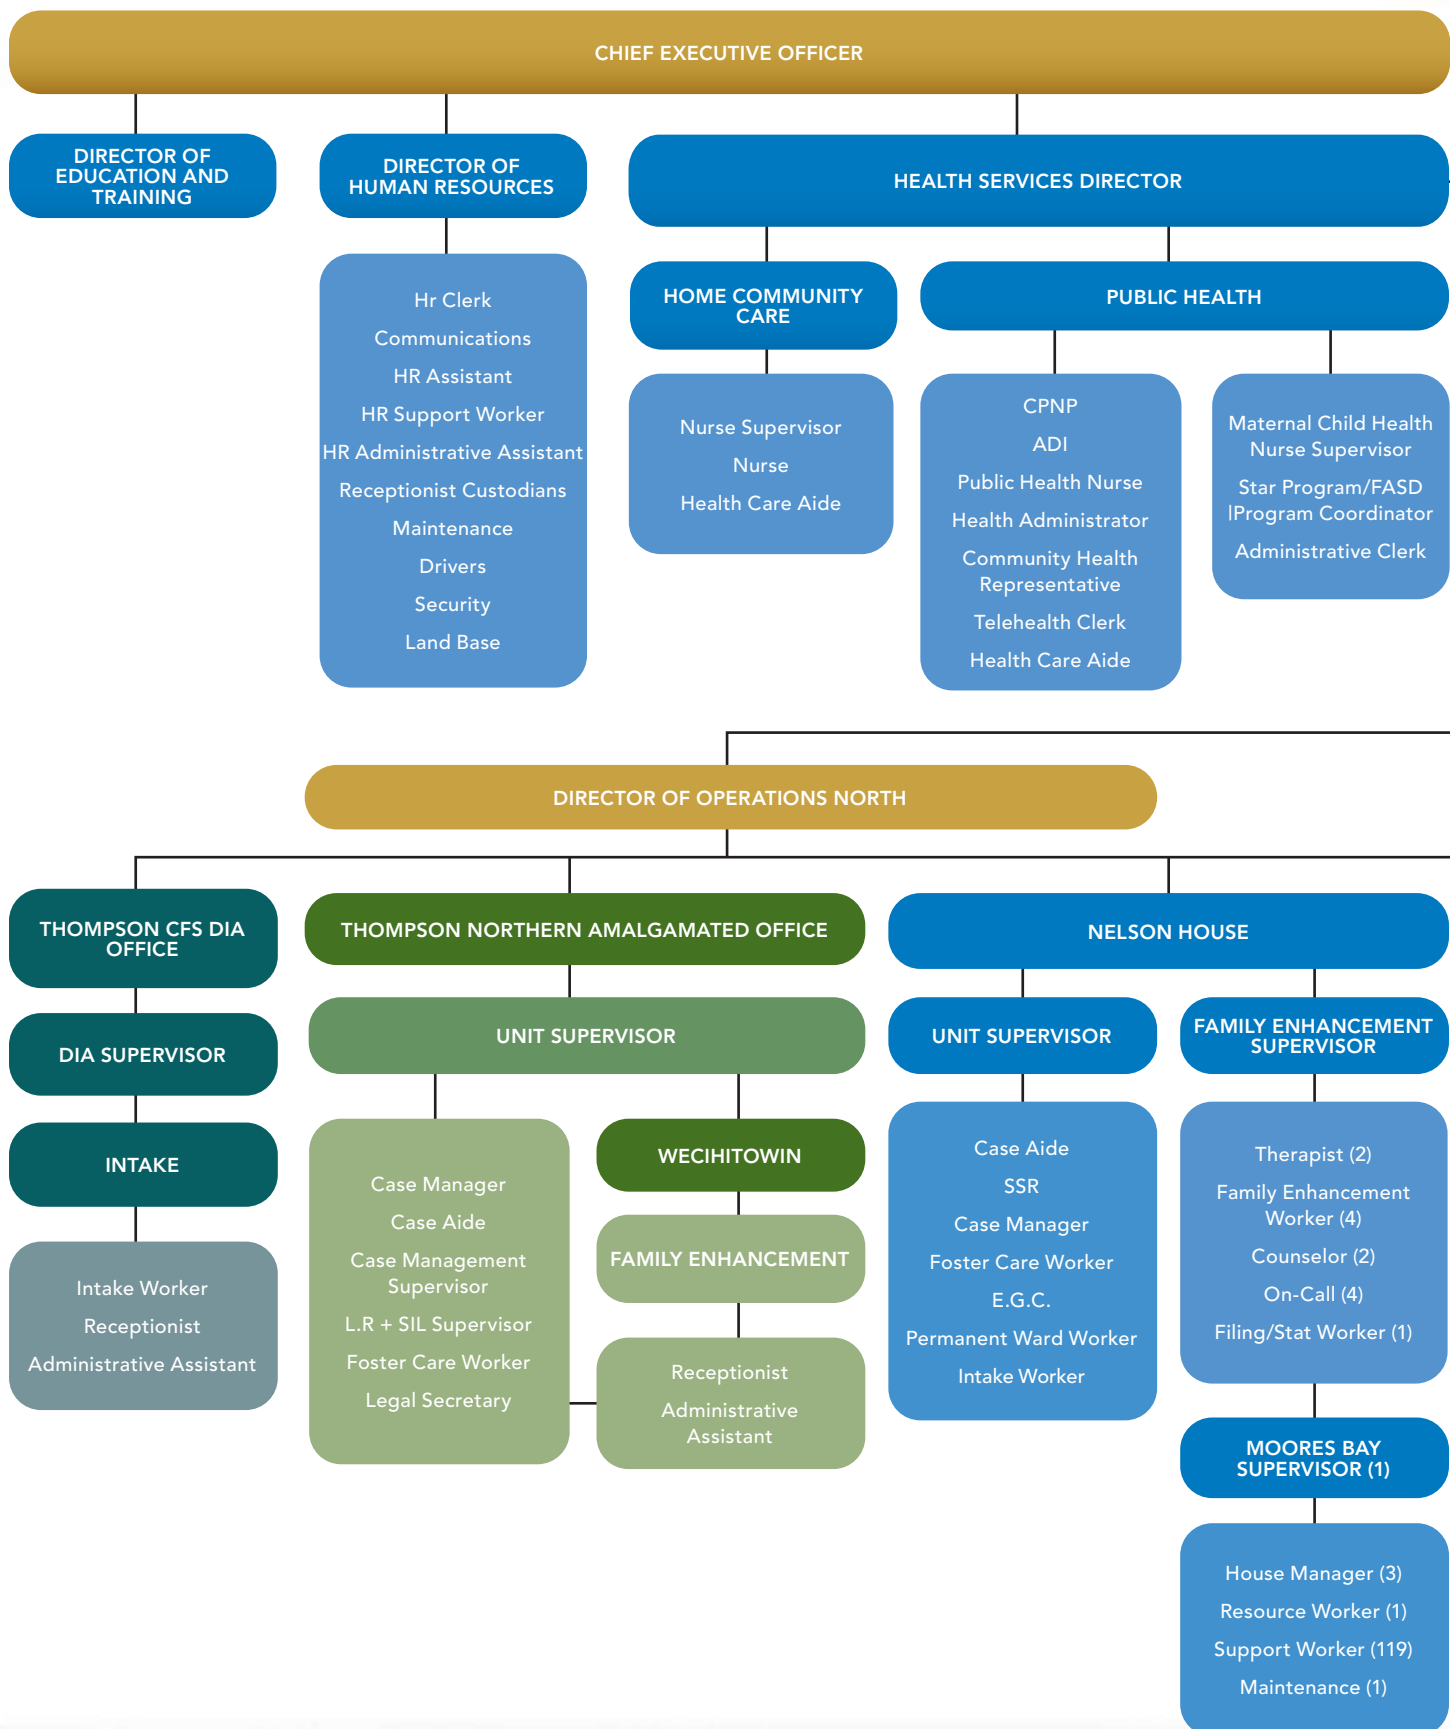 CHIEF EXECUTIVE OFFICER
DIRECTOR OF
EDUCATION AND
TRAINING
DIRECTOR OF
HUMAN RESOURCES
Hr Clerk
Communications
HR Assistant
HR Support Worker
HR Administrative Assistant
Receptionist Custodians
Maintenance
Drivers
Security
Land Base
HEALTH SERVICES DIRECTOR
HOME COMMUNITY
CARE
Nurse Supervisor
Nurse
Health Care Aide
PUBLIC HEALTH
CPNP
ADI
Public Health Nurse
Health Administrator
Community Health
Representative
Telehealth Clerk
Health Care Aide
Maternal Child Health
Nurse Supervisor
Star Program/FASD
|Program Coordinator
Administrative Clerk
DIRECTOR OF OPERATIONS NORTH
THOMPSON CFS DIA
OFFICE
DIA SUPERVISOR
INTAKE
Intake Worker
Receptionist
Administrative Assistant
THOMPSON NORTHERN AMALGAMATED OFFICE
UNIT SUPERVISOR
Case Manager
Case Aide
Case Management
Supervisor
L.R + SIL Supervisor
Foster Care Worker
Legal Secretary
WECIHITOWIN
FAMILY ENHANCEMENT
Receptionist
Administrative
Assistant
NELSON HOUSE
UNIT SUPERVISOR
Case Aide
SSR
Case Manager
Foster Care Worker
E.G.C.
Permanent Ward Worker
Intake Worker
FAMILY ENHANCEMENT
SUPERVISOR
Therapist (2)
Family Enhancement
Worker (4)
Counselor (2)
On-Call (4)
Filing/Stat Worker (1)
MOORES BAY
SUPERVISOR (1)
House Manager (3)
Resource Worker (1)
Support Worker (119)
Maintenance (1)